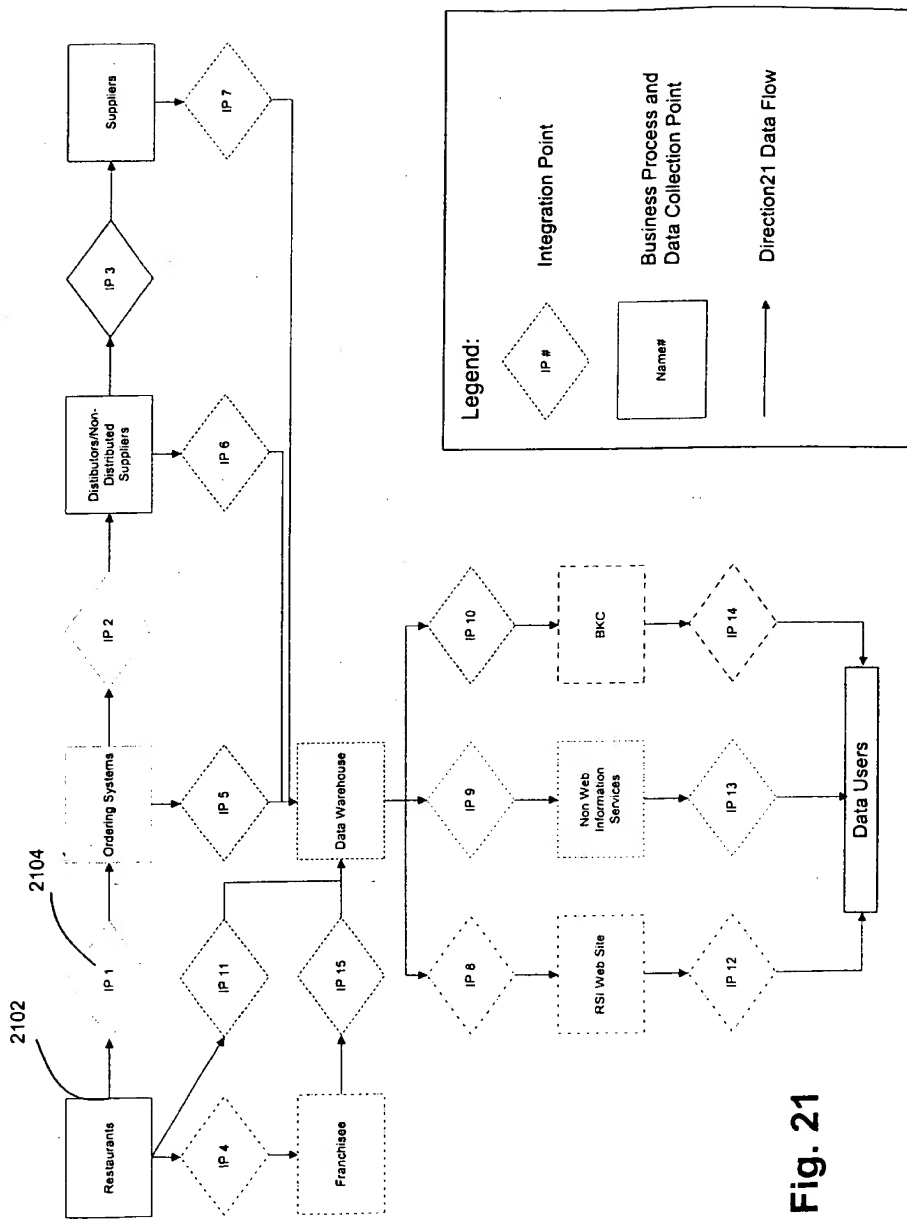 2102
2104
Restaurants
IP 1
Ordering Systems
IP 2
Distibutors/Non-
Distributed
Suppliers
IP 3
Suppliers
IP 4
IP 11
IP 5
IP 6
IP 7
Franchisee
IP 15
Data Warehouse
IP 8
IP 9
IP 10
RSI Web Site
Non Web
Information
Services
BKC
IP 12
IP 13
IP 14
Data Users
Legend:
IP #
Integration Point
Name#
Business Process and
Data Collection Point
Direction21 Data Flow
Fig. 21